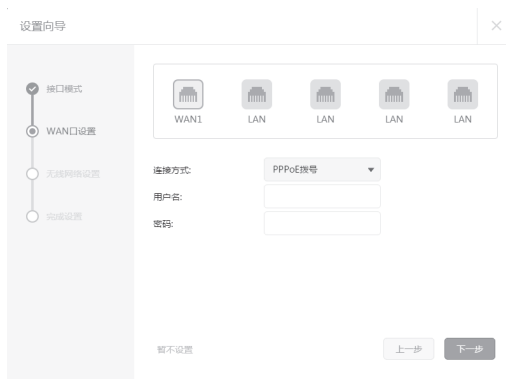 设置向导
接口模式
WAN口设置
无线网络设置
完成设置
WAN1 LAN LAN LAN LAN
连接方式: PPPoE拨号
用户名:
密码:
暂不设置 上一步 下一步